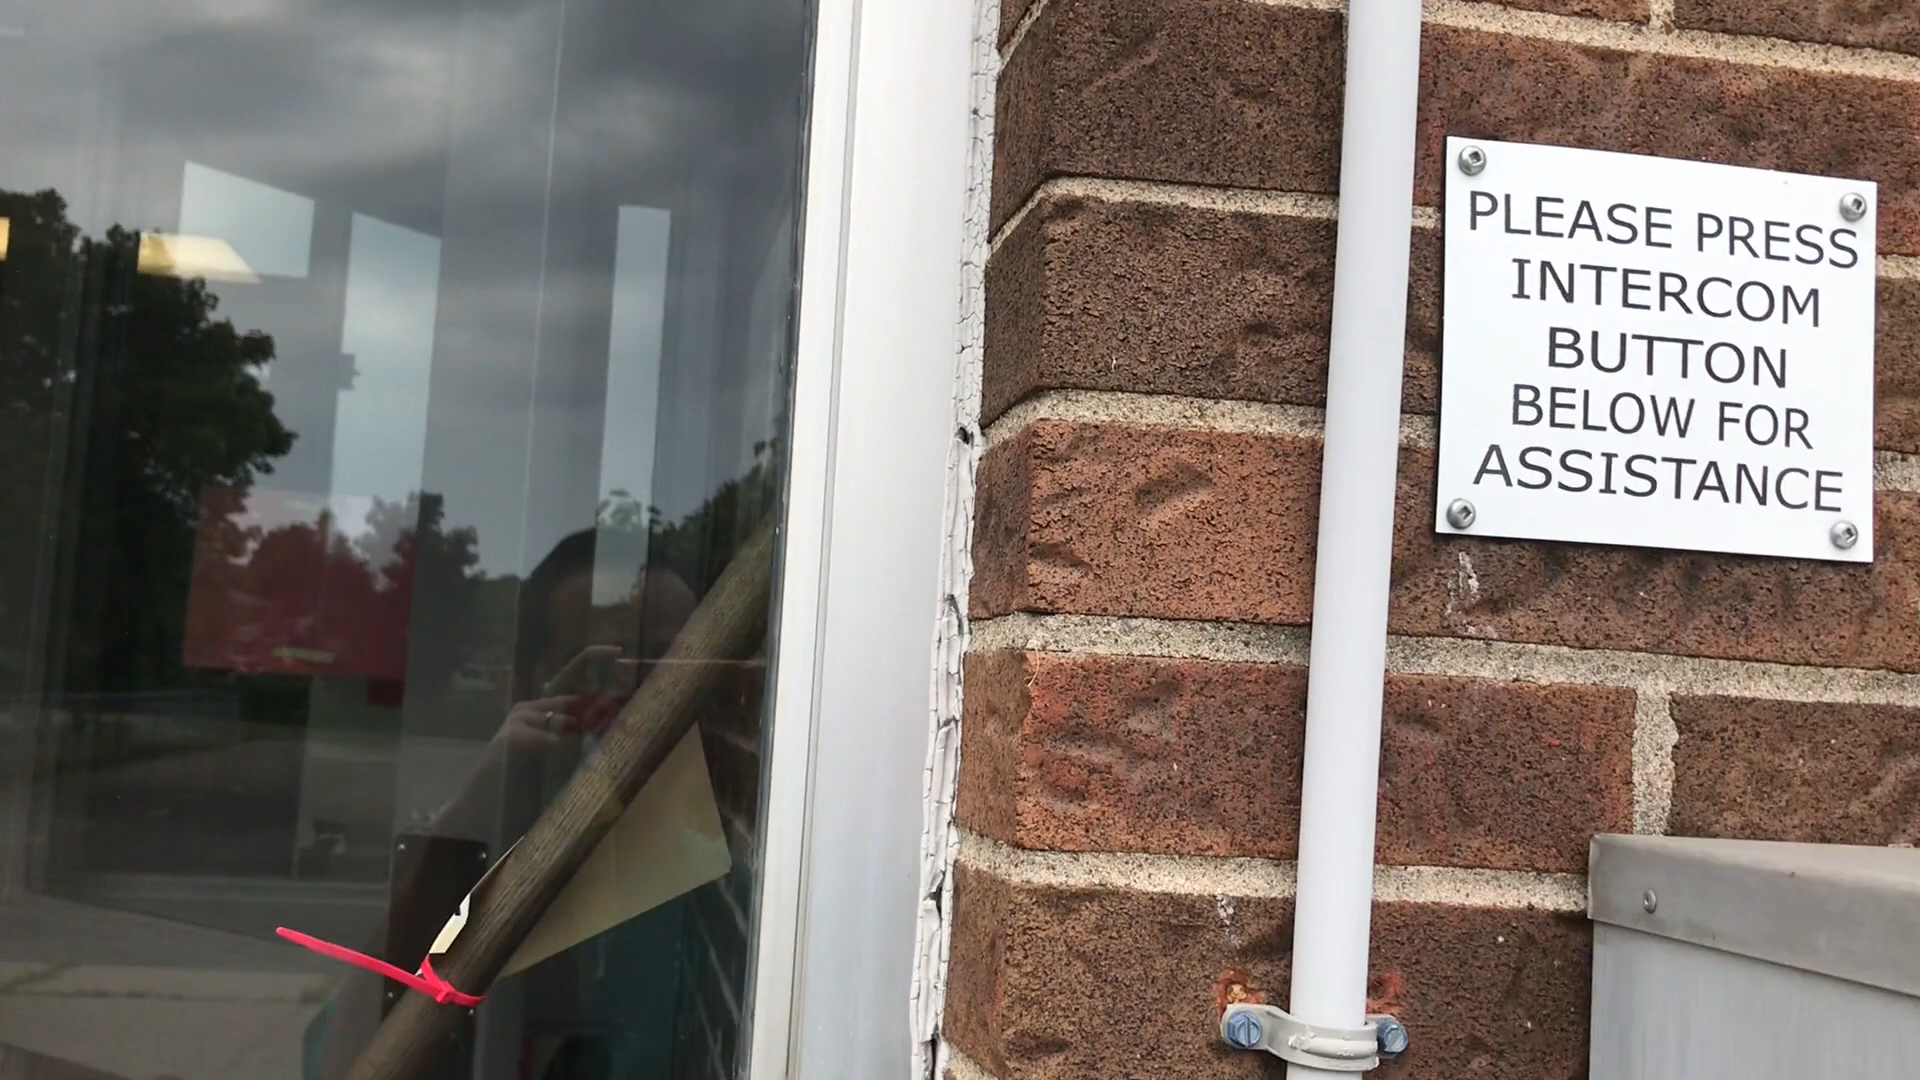 PLEASE PRESS
INTERCOM
BUTTON
BELOW FOR
ASSISTANCE